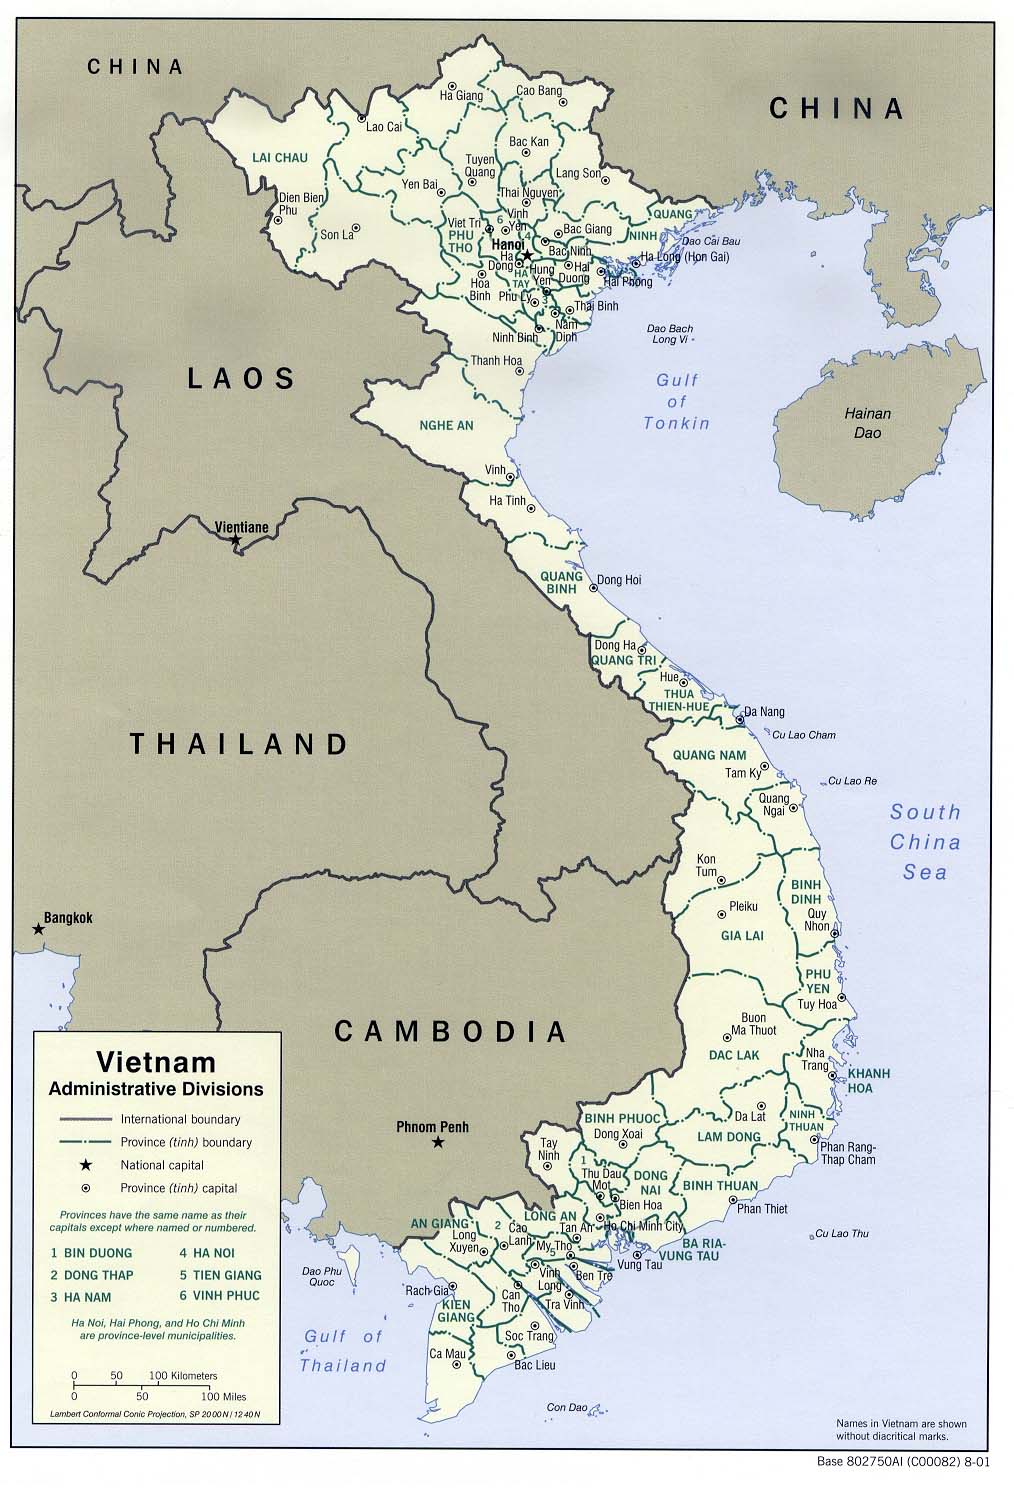 CHINA
CHINA
Ha Giang
Cao Bang
Lao Cai
Bac Kan
LAI CHAU
Tuyen
Quang
Lang Son
Yen Bai
Thai Nguyen
Dien Bien
Phu
Son La
Viet Tri
6
Vinh
Yen
PHU
THO
4
Bac Giang
QUANG
NINH
Hanoi
Bac Ninh
Dao Cai Bau
Ha Long (Hon Gai)
Ha
Dong
HA
TAY
Hung
Yen
Hai
Duong
Hai Phong
Hoa
Binh
Phu Ly
3
Thai Binh
Nam
Dinh
Ninh Binh
Dao Bach
Long Vi
Thanh Hoa
LAOS
Gulf
of
Tonkin
Hainan
Dao
NGHE AN
Vinh
Ha Tinh
Vientiane
QUANG
BINH
Dong Hoi
Dong Ha
QUANG TRI
Hue
THUA
THIEN-HUE
Da Nang
Cu Lao Cham
THAILAND
QUANG NAM
Tam Ky
Cu Lao Re
Quang
Ngai
South
China
Sea
Kon
Tum
BINH
DINH
Pleiku
Quy
Nhon
Bangkok
GIA LAI
PHU
YEN
Tuy Hoa
CAMBODIA
Buon
Ma Thuot
DAC LAK
Nha
Trang
KHANH
HOA
Phnom Penh
BINH PHUOC
Dong Xoai
Da Lat
NINH
THUAN
LAM DONG
Tay
Ninh
Phan Rang-
Thap Cham
1
Thu Dau
Mot
DONG
NAI
BINH THUAN
Bien Hoa
Phan Thiet
AN GIANG
2
LONG AN
Cao
Lanh
Tan An
Ho Chi Minh City
Long
Xuyen
My Tho
5
BA RIA-
VUNG TAU
Vung Tau
Cu Lao Thu
Dao Phu
Quoc
Rach Gia
Vinh
Long
Ben Tre
Can
Tho
Tra Vinh
KIEN
GIANG
Soc Trang
Gulf of
Thailand
Ca Mau
Bac Lieu
Con Dao
Vietnam
Administrative Divisions
International boundary
Province (tinh) boundary
National capital
Province (tinh) capital
Provinces have the same name as their
capitals except where named or numbered.
1 BIN DUONG
2 DONG THAP
3 HA NAM
4 HA NOI
5 TIEN GIANG
6 VINH PHUC
Ha Noi, Hai Phong, and Ho Chi Minh
are province-level municipalities.
0 50 100 Kilometers
0 50 100 Miles
Lambert Conformal Conic Projection, SP 20 00 N / 12 40 N
Names in Vietnam are shown
without diacritical marks.
Base 802750AI (C00082) 8-01